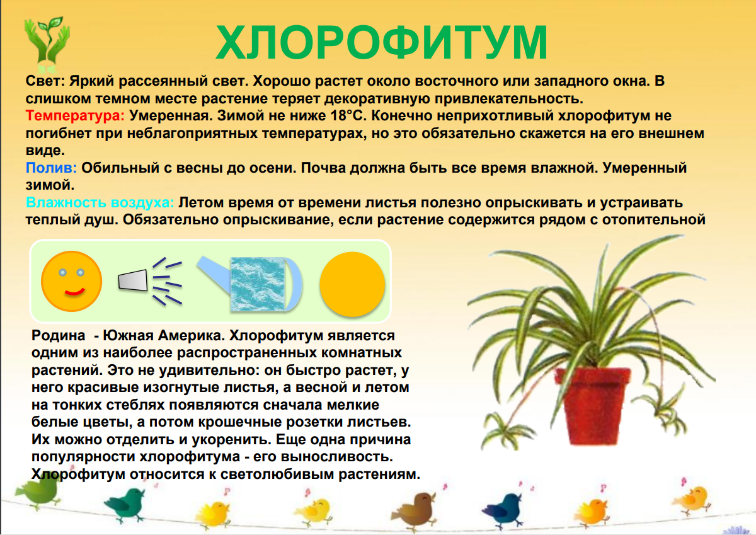 ХЛОРОФИТУМ
Свет: Яркий рассеянный свет. Хорошо растет около восточного или западного окна. В
слишком темном месте растение теряет декоративную привлекательность.
Температура: Умеренная. Зимой не ниже 18°С. Конечно неприхотливый хлорофитум не
погибнет при неблагоприятных температурах, но это обязательно скажется на его внешнем
виде.
Полив: Обильный с весны до осени. Почва должна быть все время влажной. Умеренный
зимой.
Влажность воздуха: Летом время от времени листья полезно опрыскивать и устраивать
теплый душ. Обязательно опрыскивание, если растение содержится рядом с отопительной
Родина - Южная Америка. Хлорофитум является
одним из наиболее распространенных комнатных
растений. Это не удивительно: он быстро растет, у
него красивые изогнутые листья, а весной и летом
на тонких стеблях появляются сначала мелкие
белые цветы, а потом крошечные розетки листьев.
Их можно отделить и укоренить. Еще одна причина
популярности хлорофитума - его выносливость.
Хлорофитум относится к светолюбивым растениям.